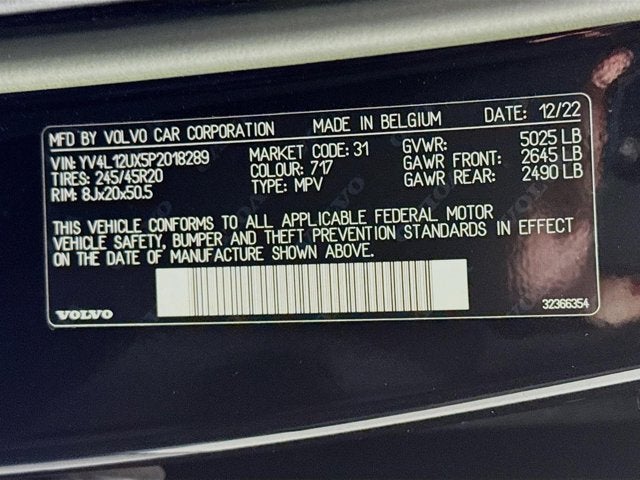 MFD BY VOLVO CAR CORPORATION MADE IN BELGIUM DATE: 12/22
VIN: YV4L12UX5P2018289 MARKET CODE: 31 GVWR: 5025 LB
TIRES: 245/45R20 COLOUR: 717 GAWR FRONT: 2645 LB
RIM: 8Jx20x50.5 TYPE: MPV GAWR REAR: 2490 LB
THIS VEHICLE CONFORMS TO ALL APPLICABLE FEDERAL MOTOR
VEHICLE SAFETY, BUMPER AND THEFT PREVENTION STANDARDS IN EFFECT
ON THE DATE OF MANUFACTURE SHOWN ABOVE.
VOLVO 32366354